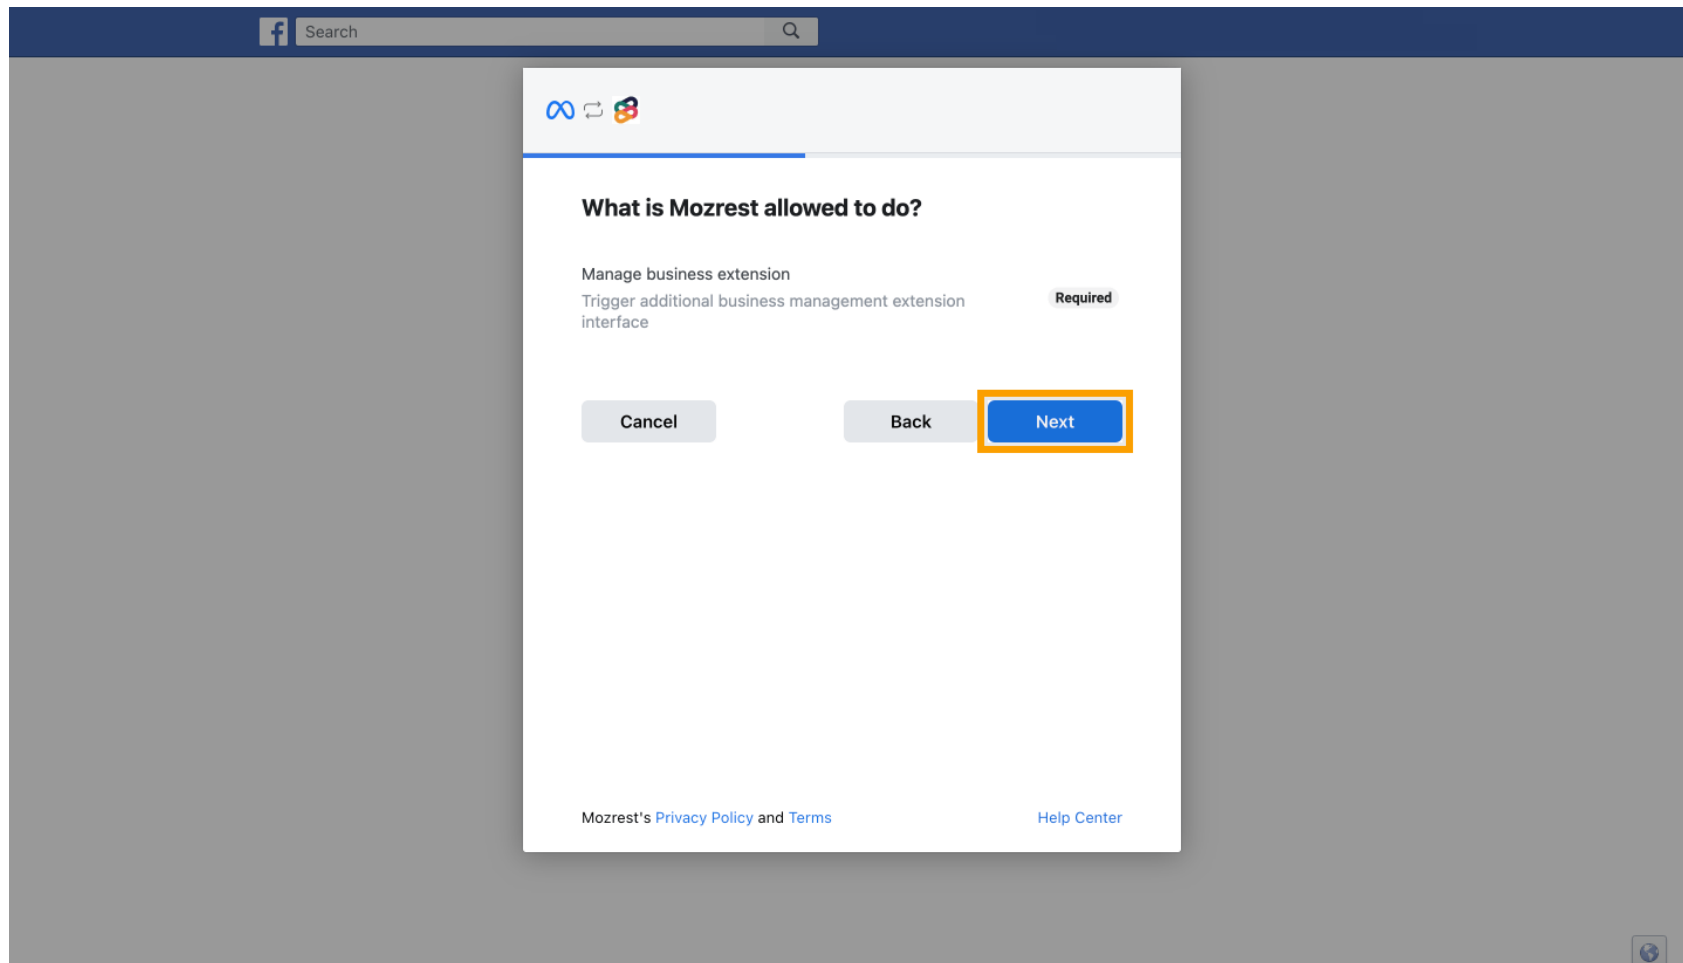 Search
What is Mozrest allowed to do?
Manage business extension
Trigger additional business management extension
interface
Required
Cancel
Back
Next
Mozrest's Privacy Policy and Terms
Help Center